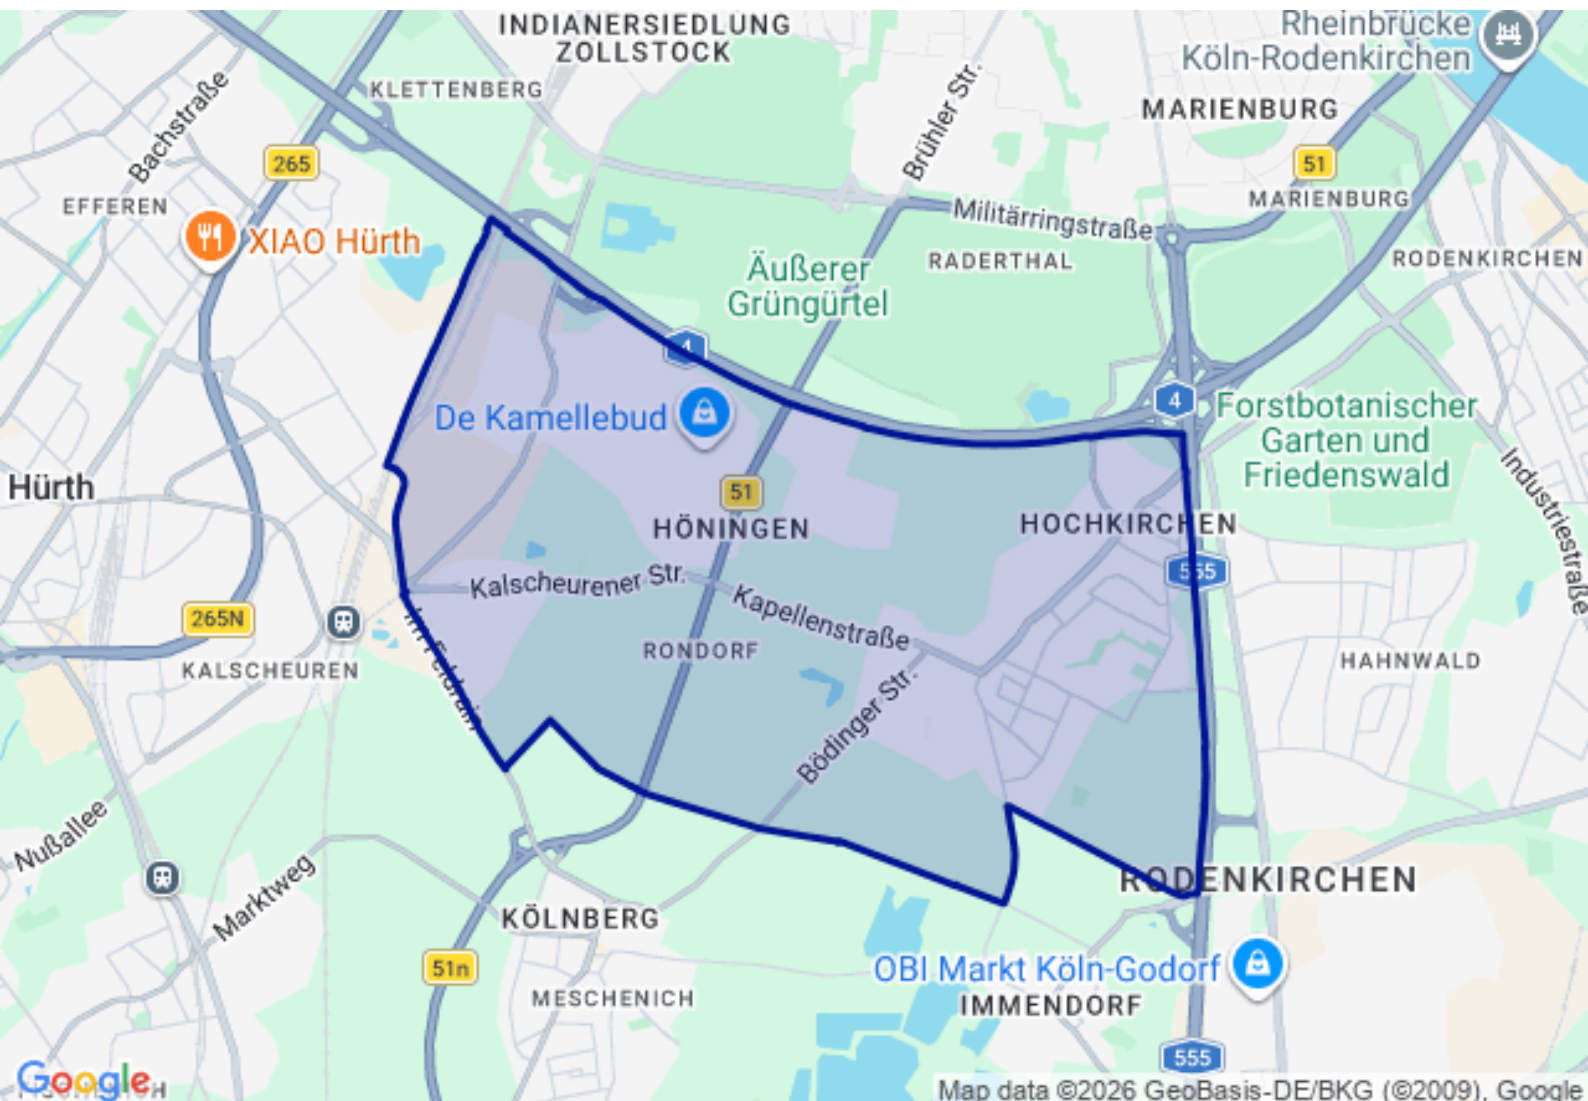 INDIANERSIEDLUNG
ZOLLSTOCK
Rheinbrücke
Köln-Rodenkirchen
KLETTENBERG
Bachstraße
Brühler Str.
MARIENBURG
265
51
EFFEREN
MARIENBURG
Militärringstraße
XIAO Hürth
RADERTHAL
RODENKIRCHEN
Äußerer
Grüngürtel
4
4
De Kamellebud
Forstbotanischer
Garten und
Friedenswald
Hürth
51
HÖNINGEN
HOCHKIRCHEN
Industriestraße
Kalscheurener Str.
555
Kapellenstraße
265N
RONDORF
KALSCHEUREN
HAHNWALD
Bödinger Str.
Nußallee
Marktweg
RODENKIRCHEN
KÖLNBERG
51n
OBI Markt Köln-Godorf
MESCHENICH
IMMENDORF
555
Google
Map data ©2026 GeoBasis-DE/BKG (©2009), Google